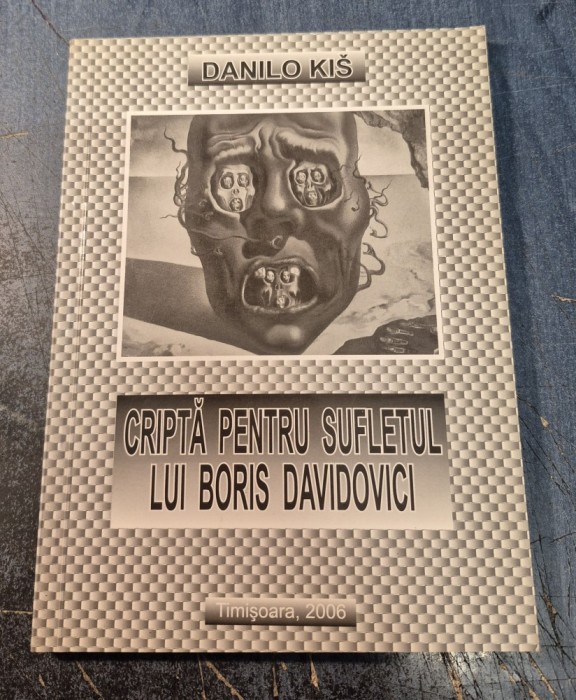 DANILO KIŠ
CRIPTĂ PENTRU SUFLETUL
LUI BORIS DAVIDOVICI
Timişoara, 2006